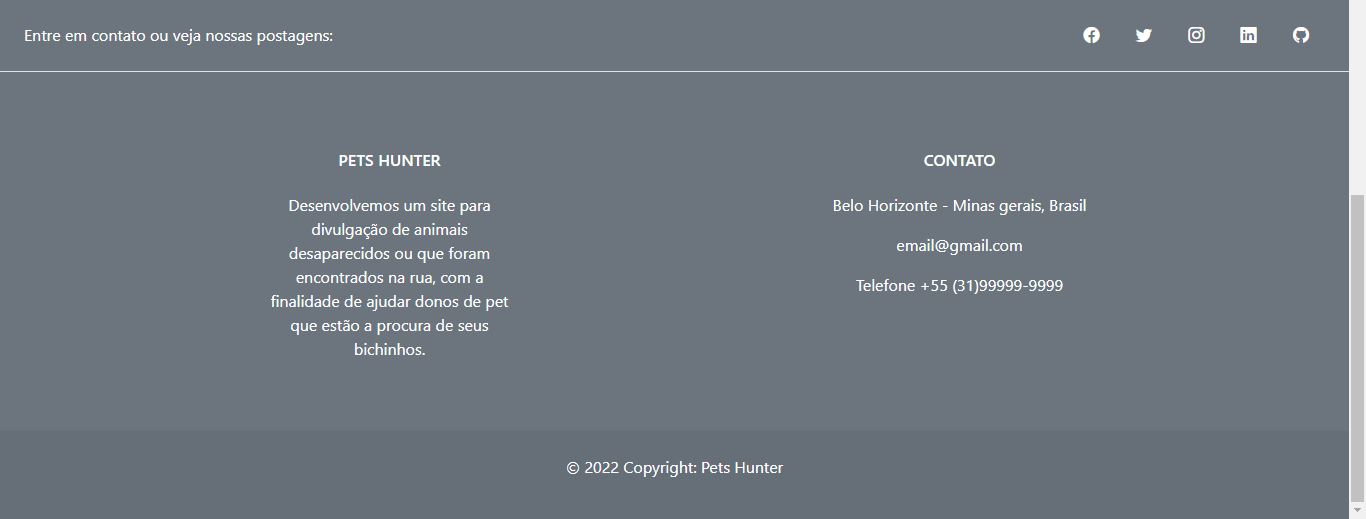 Entre em contato ou veja nossas postagens:
PETS HUNTER
Desenvolvemos um site para
divulgação de animais
desaparecidos ou que foram
encontrados na rua, com a
finalidade de ajudar donos de pet
que estão a procura de seus
bichinhos.
CONTATO
Belo Horizonte - Minas gerais, Brasil
email@gmail.com
Telefone +55 (31)99999-9999
© 2022 Copyright: Pets Hunter